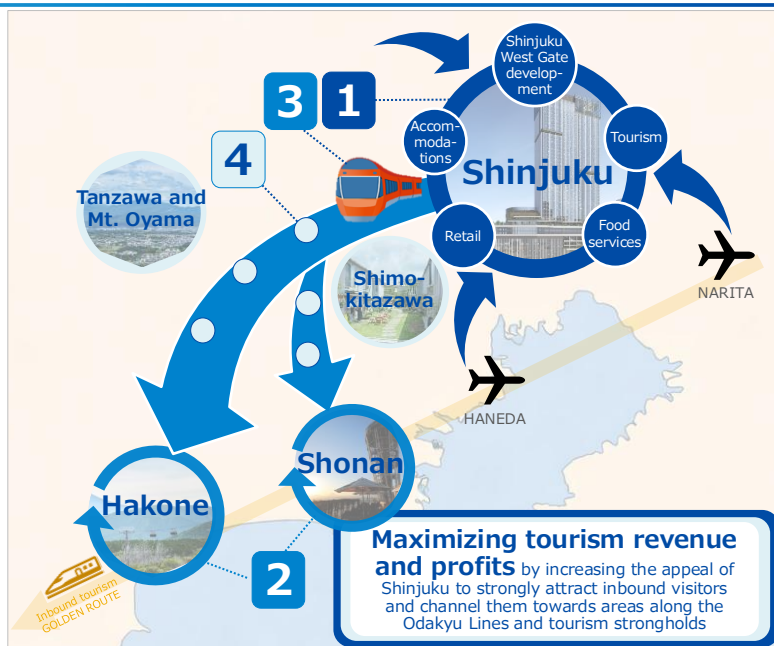 Shinjuku
West Gate
develop-
ment
3
1
Accom-
moda-
tions
Tourism
4
Shinjuku
Tanzawa and
Mt. Oyama
Retail
Food
services
Shimo-
kitazawa
NARITA
HANEDA
Shonan
Hakone
2
Inbound tourism
GOLDEN ROUTE
Maximizing tourism revenue
and profits by increasing the appeal of
Shinjuku to strongly attract inbound visitors
and channel them towards areas along the
Odakyu Lines and tourism strongholds